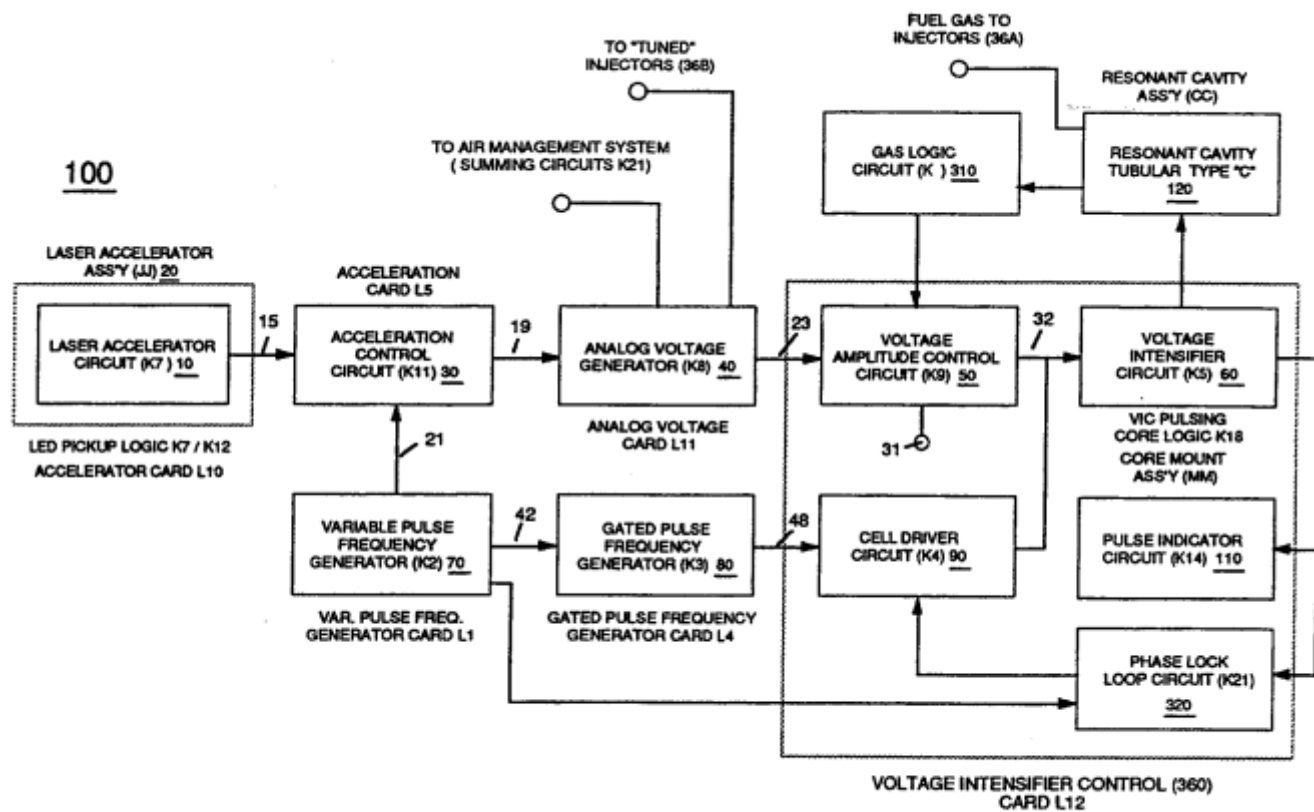 FUEL GAS TO
INJECTORS (36A)
TO "TUNED"
INJECTORS (36B)
RESONANT CAVITY
ASS'Y (CC)
TO AIR MANAGEMENT SYSTEM
( SUMMING CIRCUITS K21)
GAS LOGIC
CIRCUIT (K ) 310
RESONANT CAVITY
TUBULAR TYPE "C"
120
100
LASER ACCELERATOR
ASS'Y (JJ) 20
ACCELERATION
CARD L5
LASER ACCELERATOR
CIRCUIT (K7 ) 10
15
ACCELERATION
CONTROL
CIRCUIT (K11) 30
19
ANALOG VOLTAGE
GENERATOR (K8) 40
23
VOLTAGE
AMPLITUDE CONTROL
CIRCUIT (K9) 50
32
VOLTAGE
INTENSIFIER
CIRCUIT (K5) 60
LED PICKUP LOGIC K7 / K12
ACCELERATOR CARD L10
21
ANALOG VOLTAGE
CARD L11
31
VIC PULSING
CORE LOGIC K18
CORE MOUNT
ASS'Y (MM)
VARIABLE PULSE
FREQUENCY
GENERATOR (K2) 70
42
GATED PULSE
FREQUENCY
GENERATOR (K3) 80
48
CELL DRIVER
CIRCUIT (K4) 90
PULSE INDICATOR
CIRCUIT (K14) 110
VAR. PULSE FREQ.
GENERATOR CARD L1
GATED PULSE FREQUENCY
GENERATOR CARD L4
PHASE LOCK
LOOP CIRCUIT (K21)
320
VOLTAGE INTENSIFIER CONTROL (360)
CARD L12